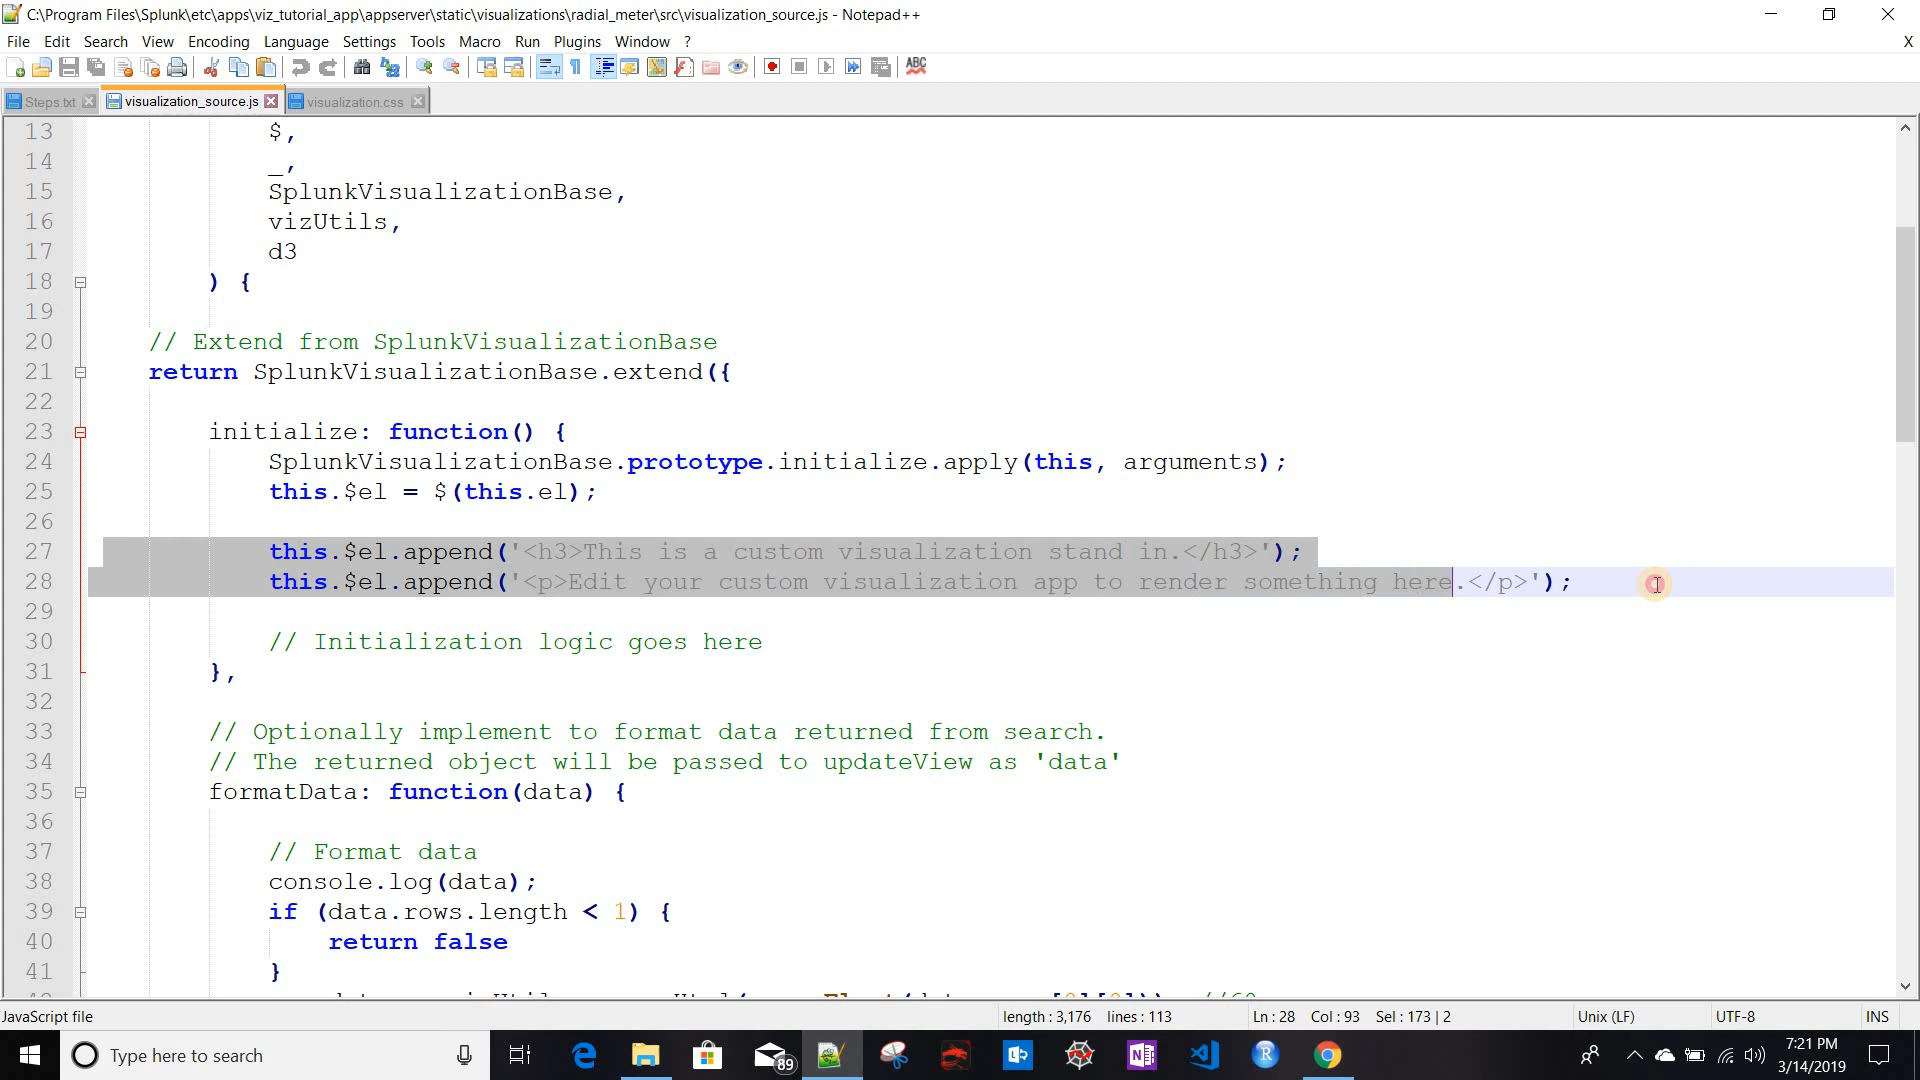 C:\Program Files\Splunk\etc\apps\viz_tutorial_app\appserver\static\visualizations\radial_meter\src\visualization_source.js - Notepad++
File Edit Search View Encoding Language Settings Tools Macro Run Plugins Window ? X
ABC
Steps.txt visualization_source.js visualization.css
13 $,
14 _,
15 SplunkVisualizationBase,
16 vizUtils,
17 d3
18 ) {
19
20 // Extend from SplunkVisualizationBase
21 return SplunkVisualizationBase.extend({
22
23 initialize: function() {
24 SplunkVisualizationBase.prototype.initialize.apply(this, arguments);
25 this.$el = $(this.el);
26
27 this.$el.append('<h3>This is a custom visualization stand in.</h3>');
28 this.$el.append('<p>Edit your custom visualization app to render something here.</p>');
29
30 // Initialization logic goes here
31 },
32
33 // Optionally implement to format data returned from search.
34 // The returned object will be passed to updateView as 'data'
35 formatData: function(data) {
36
37 // Format data
38 console.log(data);
39 if (data.rows.length < 1) {
40 return false
41 }
JavaScript file length : 3,176 lines : 113 Ln : 28 Col : 93 Sel : 173 | 2 Unix (LF) UTF-8 INS
Type here to search 89 7:21 PM
3/14/2019